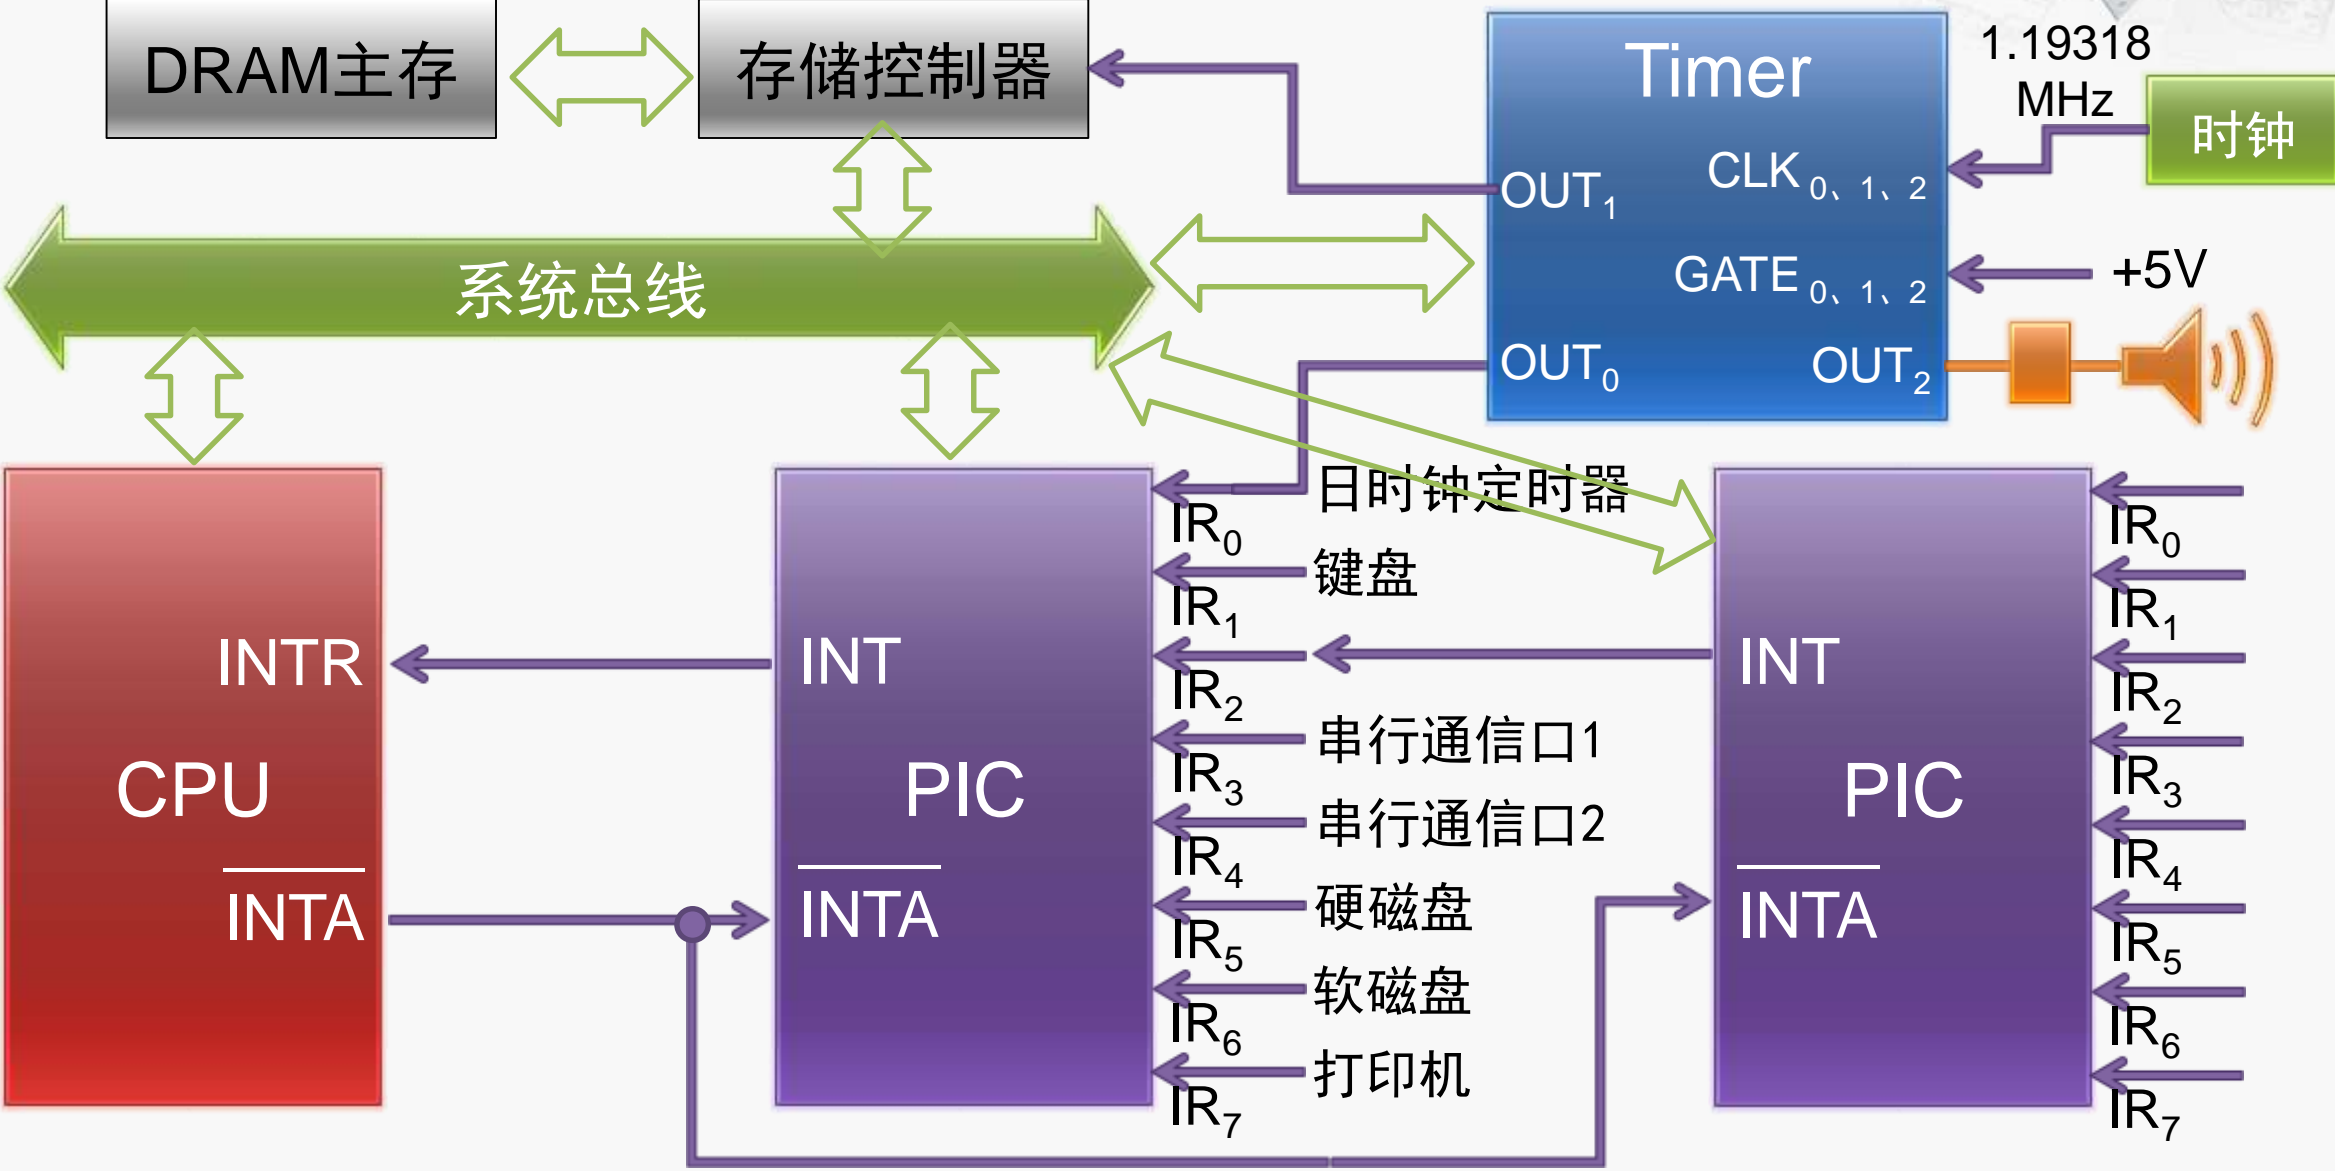 DRAM主存
存储控制器
Timer
1.19318
MHz
时钟
CLK 0、1、2
OUT1
GATE 0、1、2
+5V
系统总线
OUT0
OUT2
日时钟定时器
IR0
键盘
IR1
INTR
INT
IR2
串行通信口1
IR3
CPU
PIC
串行通信口2
IR4
INTA
INTA
硬磁盘
IR5
软磁盘
IR6
打印机
IR7
INT
PIC
INTA
IR0
IR1
IR2
IR3
IR4
IR5
IR6
IR7